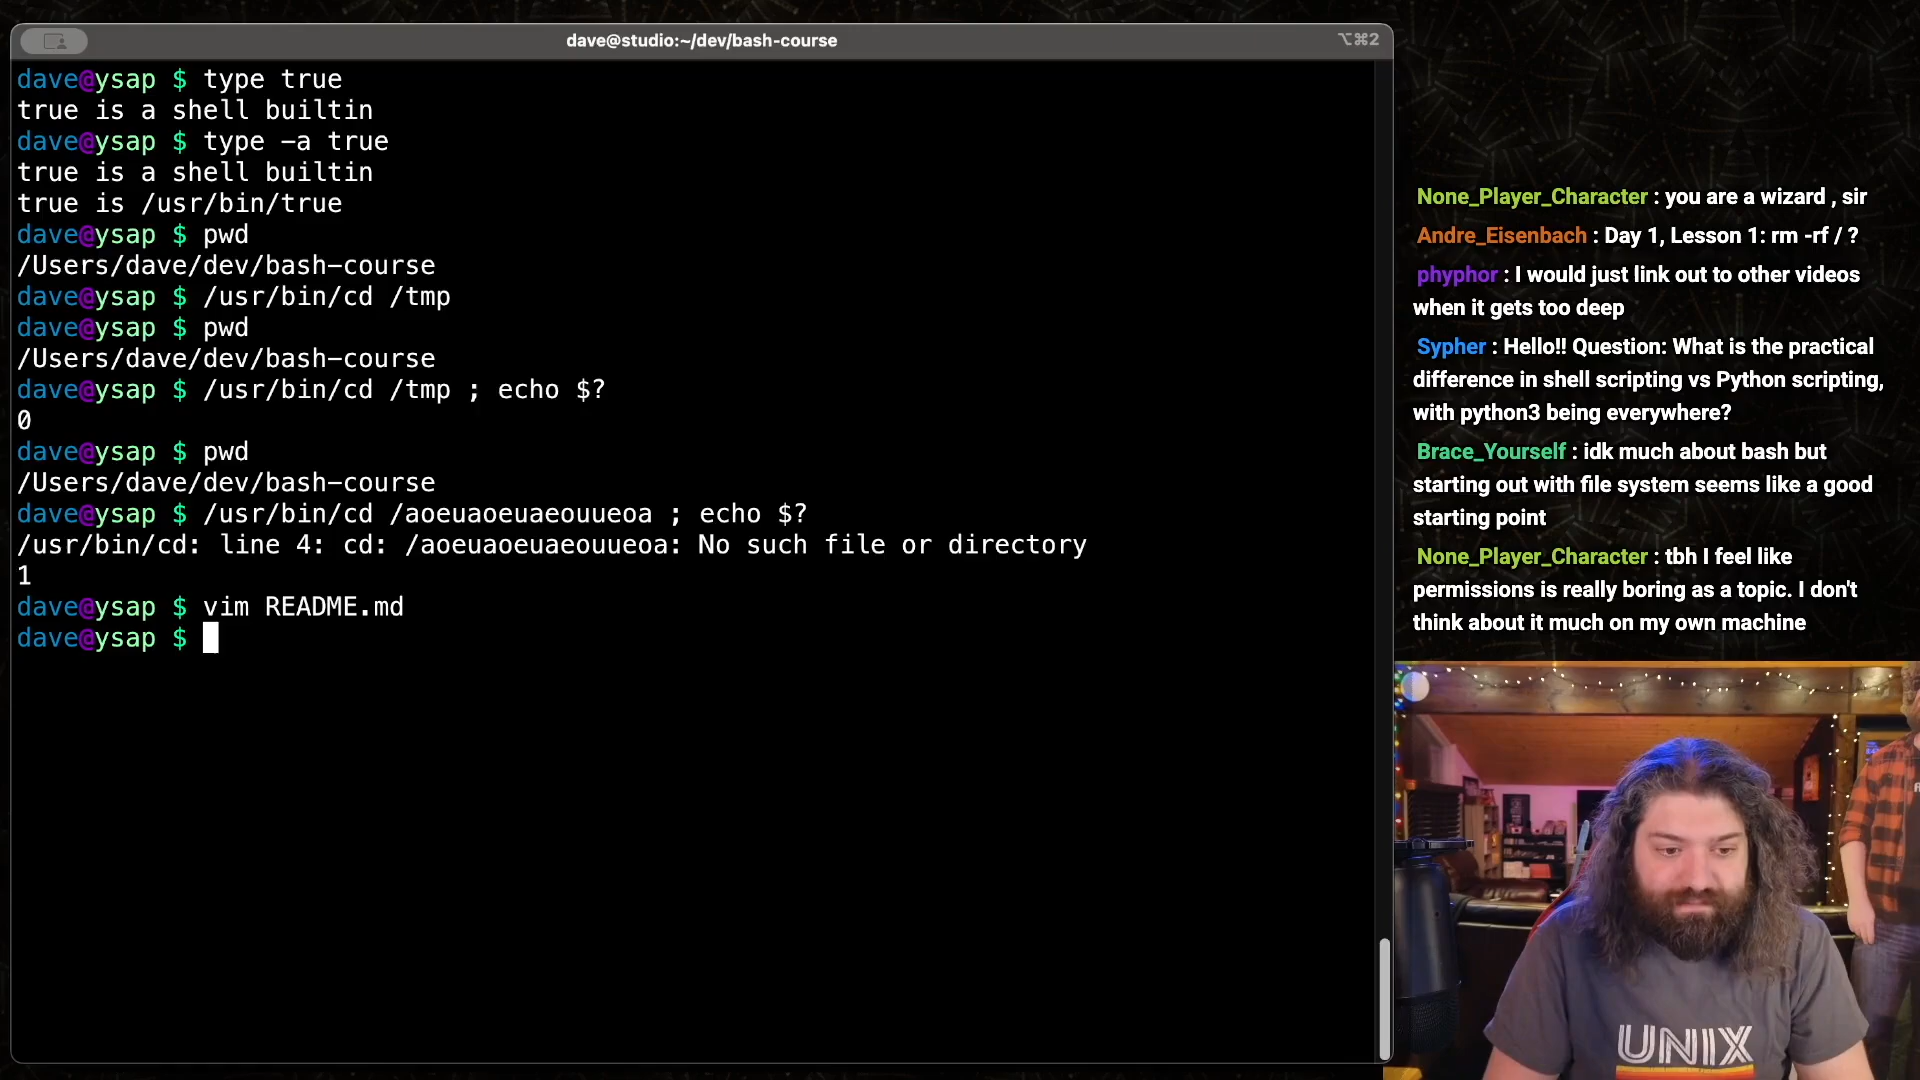 dave@studio:~/dev/bash-course
⌥⌘2
dave@ysap $ type true
true is a shell builtin
dave@ysap $ type -a true
true is a shell builtin
true is /usr/bin/true
dave@ysap $ pwd
/Users/dave/dev/bash-course
dave@ysap $ /usr/bin/cd /tmp
dave@ysap $ pwd
/Users/dave/dev/bash-course
dave@ysap $ /usr/bin/cd /tmp ; echo $?
0
dave@ysap $ pwd
/Users/dave/dev/bash-course
dave@ysap $ /usr/bin/cd /aoeuaoeuaeouueoa ; echo $?
/usr/bin/cd: line 4: cd: /aoeuaoeuaeouueoa: No such file or directory
1
dave@ysap $ vim README.md
dave@ysap $
None_Player_Character : you are a wizard , sir
Andre_Eisenbach : Day 1, Lesson 1: rm -rf / ?
phyphor : I would just link out to other videos
when it gets too deep
Sypher : Hello!! Question: What is the practical
difference in shell scripting vs Python scripting,
with python3 being everywhere?
Brace_Yourself : idk much about bash but
starting out with file system seems like a good
starting point
None_Player_Character : tbh I feel like
permissions is really boring as a topic. I don't
think about it much on my own machine
UNIX